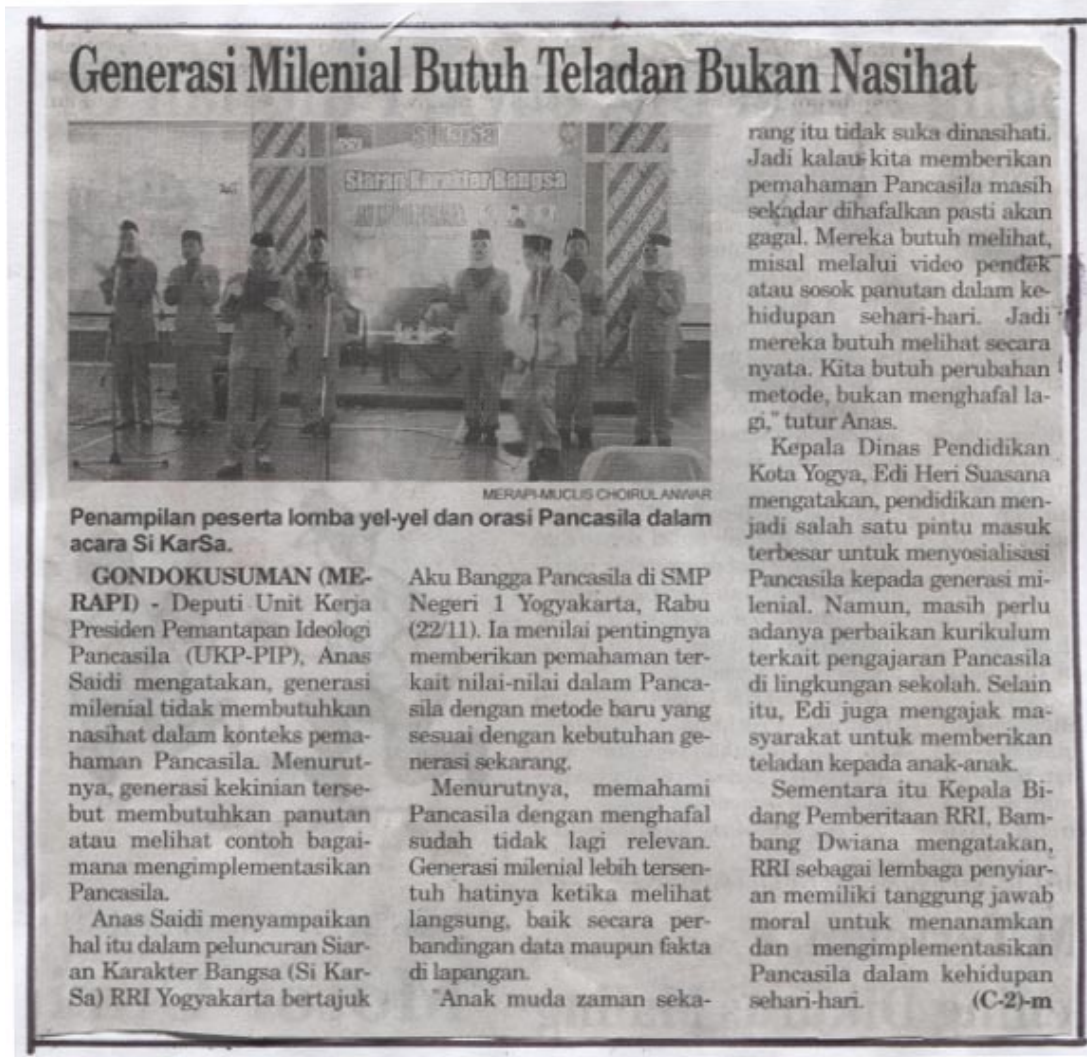 Generasi Milenial Butuh Teladan Bukan Nasihat
Si KarSa
Siaran Karakter Bangsa
MERAPI-MUCLIS CHOIRUL ANWAR
Penampilan peserta lomba yel-yel dan orasi Pancasila dalam
acara Si KarSa.
GONDOKUSUMAN (ME-
RAPI) - Deputi Unit Kerja
Presiden Pemantapan Ideologi
Pancasila (UKP-PIP), Anas
Saidi mengatakan, generasi
milenial tidak membutuhkan
nasihat dalam konteks pema-
haman Pancasila. Menurut-
nya, generasi kekinian terse-
but membutuhkan panutan
atau melihat contoh bagai-
mana mengimplementasikan
Pancasila.
Anas Saidi menyampaikan
hal itu dalam peluncuran Siar-
an Karakter Bangsa (Si Kar-
Sa) RRI Yogyakarta bertajuk
Aku Bangga Pancasila di SMP
Negeri 1 Yogyakarta, Rabu
(22/11). Ia menilai pentingnya
memberikan pemahaman ter-
kait nilai-nilai dalam Panca-
sila dengan metode baru yang
sesuai dengan kebutuhan ge-
nerasi sekarang.
Menurutnya, memahami
Pancasila dengan menghafal
sudah tidak lagi relevan.
Generasi milenial lebih tersen-
tuh hatinya ketika melihat
langsung, baik secara per-
bandingan data maupun fakta
di lapangan.
"Anak muda zaman seka-
rang itu tidak suka dinasihati.
Jadi kalau kita memberikan
pemahaman Pancasila masih
sekadar dihafalkan pasti akan
gagal. Mereka butuh melihat,
misal melalui video pendek
atau sosok panutan dalam ke-
hidupan sehari-hari. Jadi
mereka butuh melihat secara
nyata. Kita butuh perubahan
metode, bukan menghafal la-
gi," tutur Anas.
Kepala Dinas Pendidikan
Kota Yogya, Edi Heri Suasana
mengatakan, pendidikan men-
jadi salah satu pintu masuk
terbesar untuk menyosialisasi
Pancasila kepada generasi mi-
lenial. Namun, masih perlu
adanya perbaikan kurikulum
terkait pengajaran Pancasila
di lingkungan sekolah. Selain
itu, Edi juga mengajak ma-
syarakat untuk memberikan
teladan kepada anak-anak.
Sementara itu Kepala Bi-
dang Pemberitaan RRI, Bam-
bang Dwiana mengatakan,
RRI sebagai lembaga penyiar-
an memiliki tanggung jawab
moral untuk menanamkan
dan mengimplementasikan
Pancasila dalam kehidupan
sehari-hari. (C-2)-m